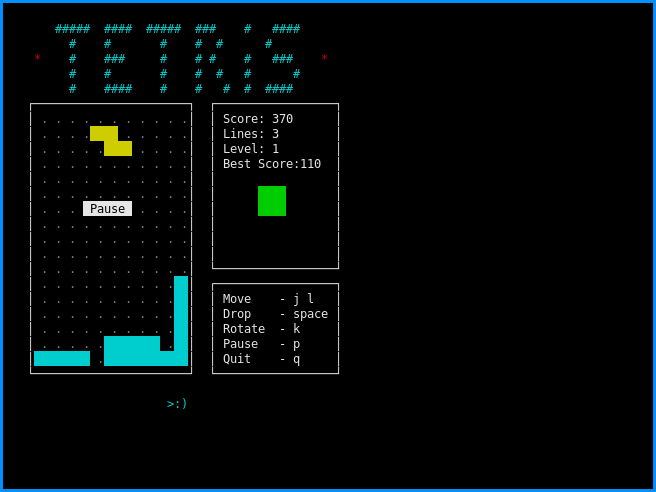 TETRIS
Score: 370
Lines: 3
Level: 1
Best Score:110
Pause
Move - j l
Drop - space
Rotate - k
Pause - p
Quit - q
>:)